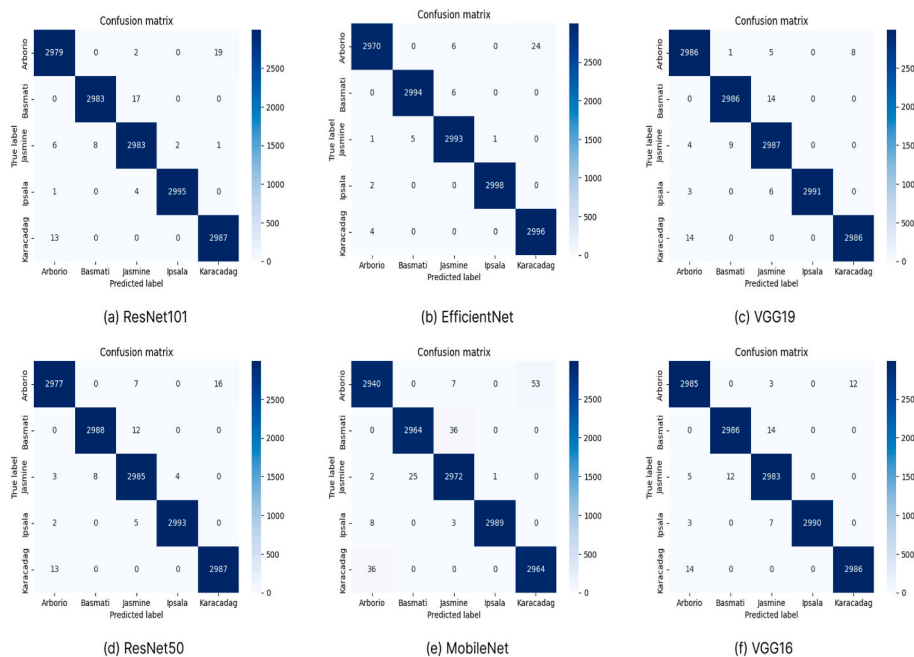 Confusion matrix
Arborio 2979 0 2 0 19
Basmati 0 2983 17 0 0
Jasmine 6 8 2983 2 1
Ipsala 1 0 4 2995 0
Karacadag 13 0 0 0 2987
True label
Arborio Basmati Jasmine Ipsala Karacadag
Predicted label
2500
2000
1500
1000
500
0
(a) ResNet101
Confusion matrix
Arborio 2970 0 6 0 24
Basmati 0 2994 6 0 0
Jasmine 1 5 2993 1 0
Ipsala 2 0 0 2998 0
Karacadag 4 0 0 0 2996
True label
Arborio Basmati Jasmine Ipsala Karacadag
Predicted label
2500
2000
1500
1000
500
0
(b) EfficientNet
Confusion matrix
Arborio 2986 1 5 0 8
Basmati 0 2986 14 0 0
Jasmine 4 9 2987 0 0
Ipsala 3 0 6 2991 0
Karacadag 14 0 0 0 2986
True label
Arborio Basmati Jasmine Ipsala Karacadag
Predicted label
2500
2000
1500
1000
500
0
(c) VGG19
Confusion matrix
Arborio 2977 0 7 0 16
Basmati 0 2988 12 0 0
Jasmine 3 8 2985 4 0
Ipsala 2 0 5 2993 0
Karacadag 13 0 0 0 2987
True label
Arborio Basmati Jasmine Ipsala Karacadag
Predicted label
2500
2000
1500
1000
500
0
(d) ResNet50
Confusion matrix
Arborio 2940 0 7 0 53
Basmati 0 2964 36 0 0
Jasmine 2 25 2972 1 0
Ipsala 8 0 3 2989 0
Karacadag 36 0 0 0 2964
True label
Arborio Basmati Jasmine Ipsala Karacadag
Predicted label
2500
2000
1500
1000
500
0
(e) MobileNet
Confusion matrix
Arborio 2985 0 3 0 12
Basmati 0 2986 14 0 0
Jasmine 5 12 2983 0 0
Ipsala 3 0 7 2990 0
Karacadag 14 0 0 0 2986
True label
Arborio Basmati Jasmine Ipsala Karacadag
Predicted label
2500
2000
1500
1000
500
0
(f) VGG16